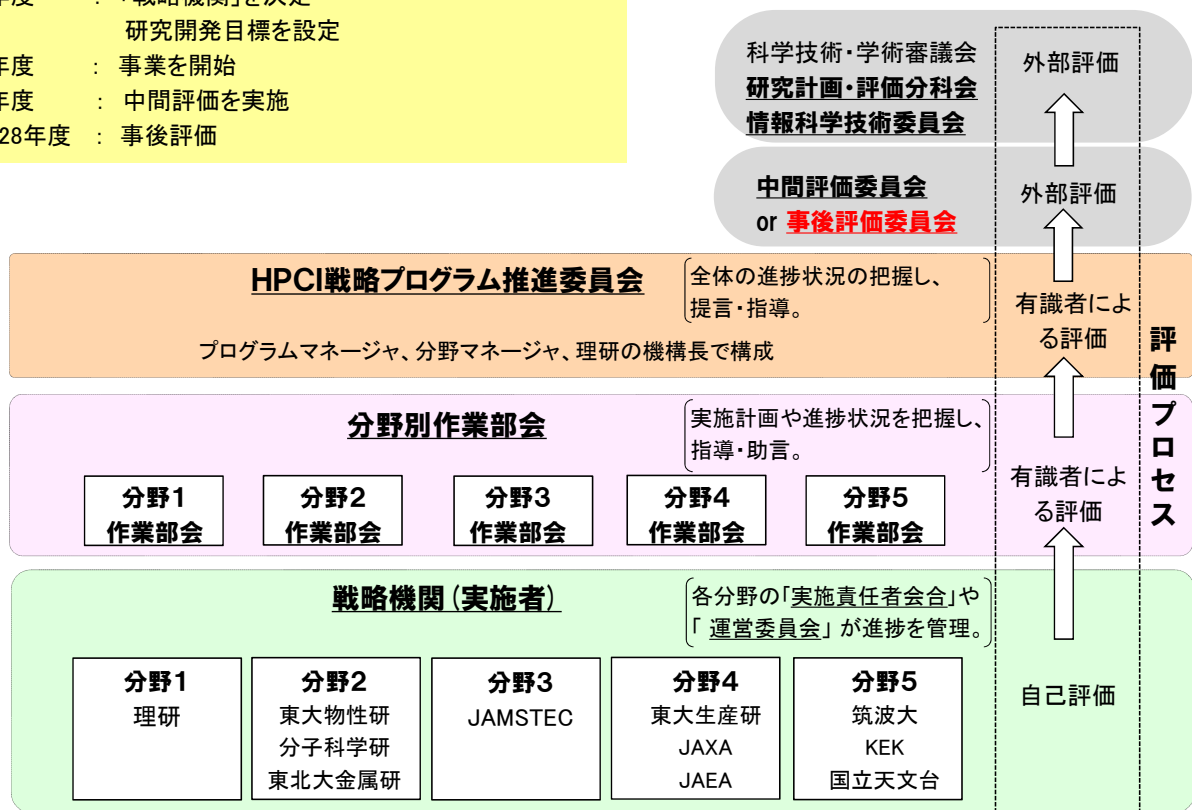 年度 : ・「戦略機関」を決定
研究開発目標を設定
年度 : 事業を開始
年度 : 中間評価を実施
28年度 : 事後評価
科学技術・学術審議会
研究計画・評価分科会
情報科学技術委員会
外部評価
中間評価委員会
or 事後評価委員会
外部評価
HPCI戦略プログラム推進委員会
全体の進捗状況の把握し、
提言・指導。
プログラムマネージャ、分野マネージャ、理研の機構長で構成
有識者によ
る評価
評価プロセス
分野別作業部会
実施計画や進捗状況を把握し、
指導・助言。
分野1
作業部会
分野2
作業部会
分野3
作業部会
分野4
作業部会
分野5
作業部会
有識者によ
る評価
戦略機関(実施者)
各分野の「実施責任者会合」や
「 運営委員会」 が進捗を管理。
分野1
理研
分野2
東大物性研
分子科学研
東北大金属研
分野3
JAMSTEC
分野4
東大生産研
JAXA
JAEA
分野5
筑波大
KEK
国立天文台
自己評価